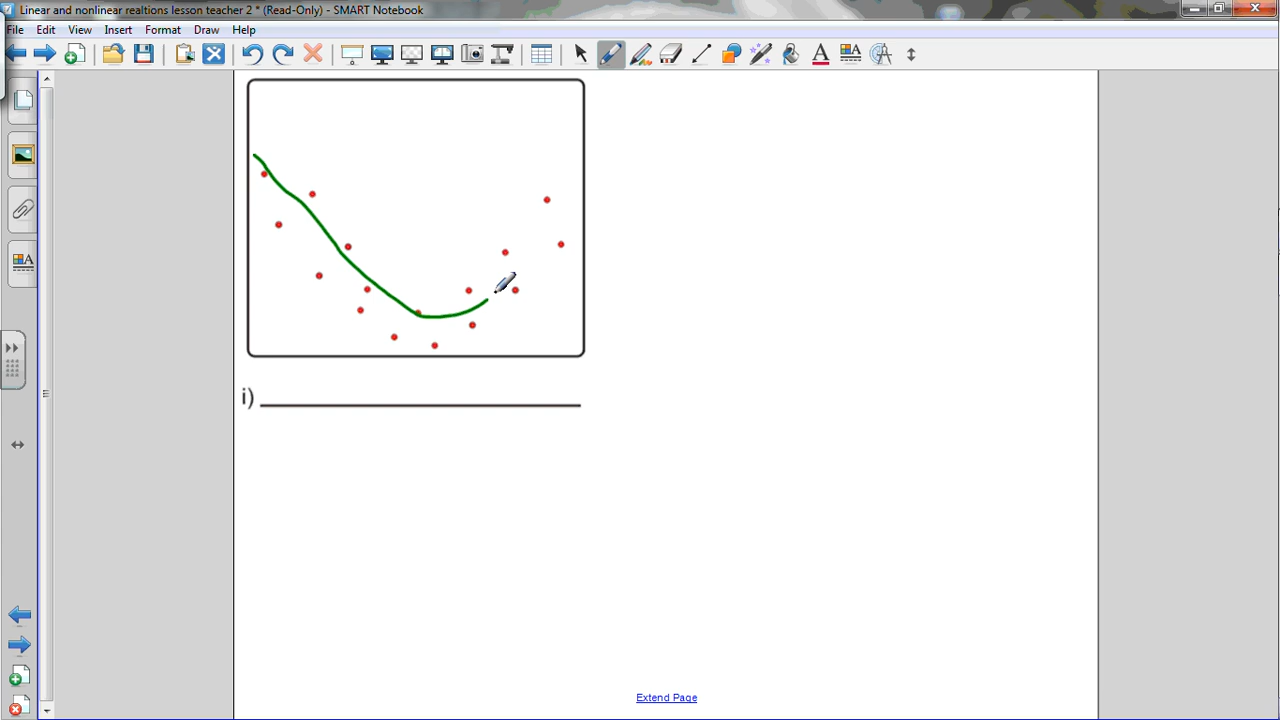 Linear and nonlinear realtions lesson teacher 2 * (Read-Only) - SMART Notebook
File Edit View Insert Format Draw Help
i)
Extend Page